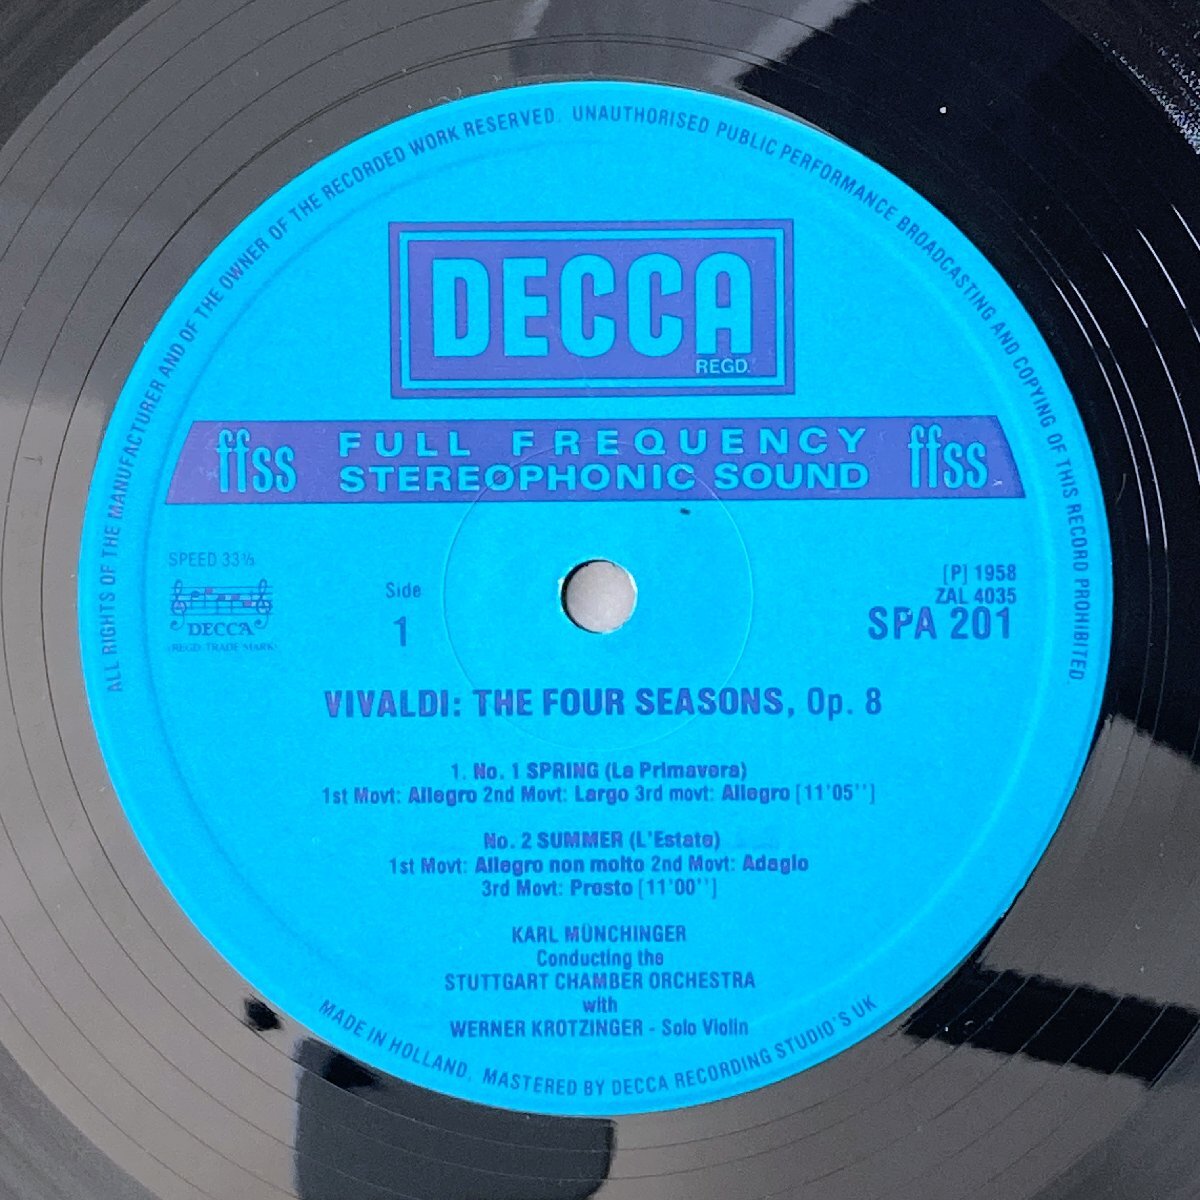 ALL RIGHTS OF THE MANUFACTURER AND OF THE OWNER OF THE RECORDED WORK RESERVED. UNAUTHORISED PUBLIC PERFORMANCE BROADCASTING AND COPYING OF THIS RECORD PROHIBITED
DECCA
REGD.
ffss FULL FREQUENCY ffss
STEREOPHONIC SOUND
SPEED 33⅓
DECCA
(REGD. TRADE MARK)
Side
1
[P] 1958
ZAL 4035
SPA 201
VIVALDI: THE FOUR SEASONS, Op. 8
1. No. 1 SPRING (La Primavera)
1st Movt: Allegro 2nd Movt: Largo 3rd movt: Allegro [11'05'']
No. 2 SUMMER (L'Estate)
1st Movt: Allegro non molto 2nd Movt: Adagio
3rd Movt: Presto [11'00'']
KARL MÜNCHINGER
Conducting the
STUTTGART CHAMBER ORCHESTRA
with
WERNER KROTZINGER - Solo Violin
MADE IN HOLLAND. MASTERED BY DECCA RECORDING STUDIO'S UK